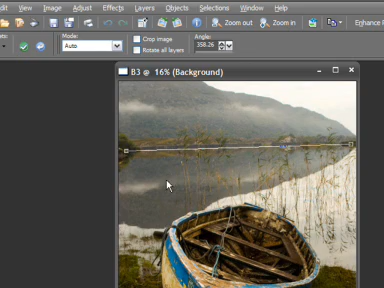 dit View Image Adjust Effects Layers Objects Selections Window Help
Zoom out Zoom in Enhance P
ts: Mode: Angle:
Auto Crop image 358.26
Rotate all layers
B3 @ 16% (Background)